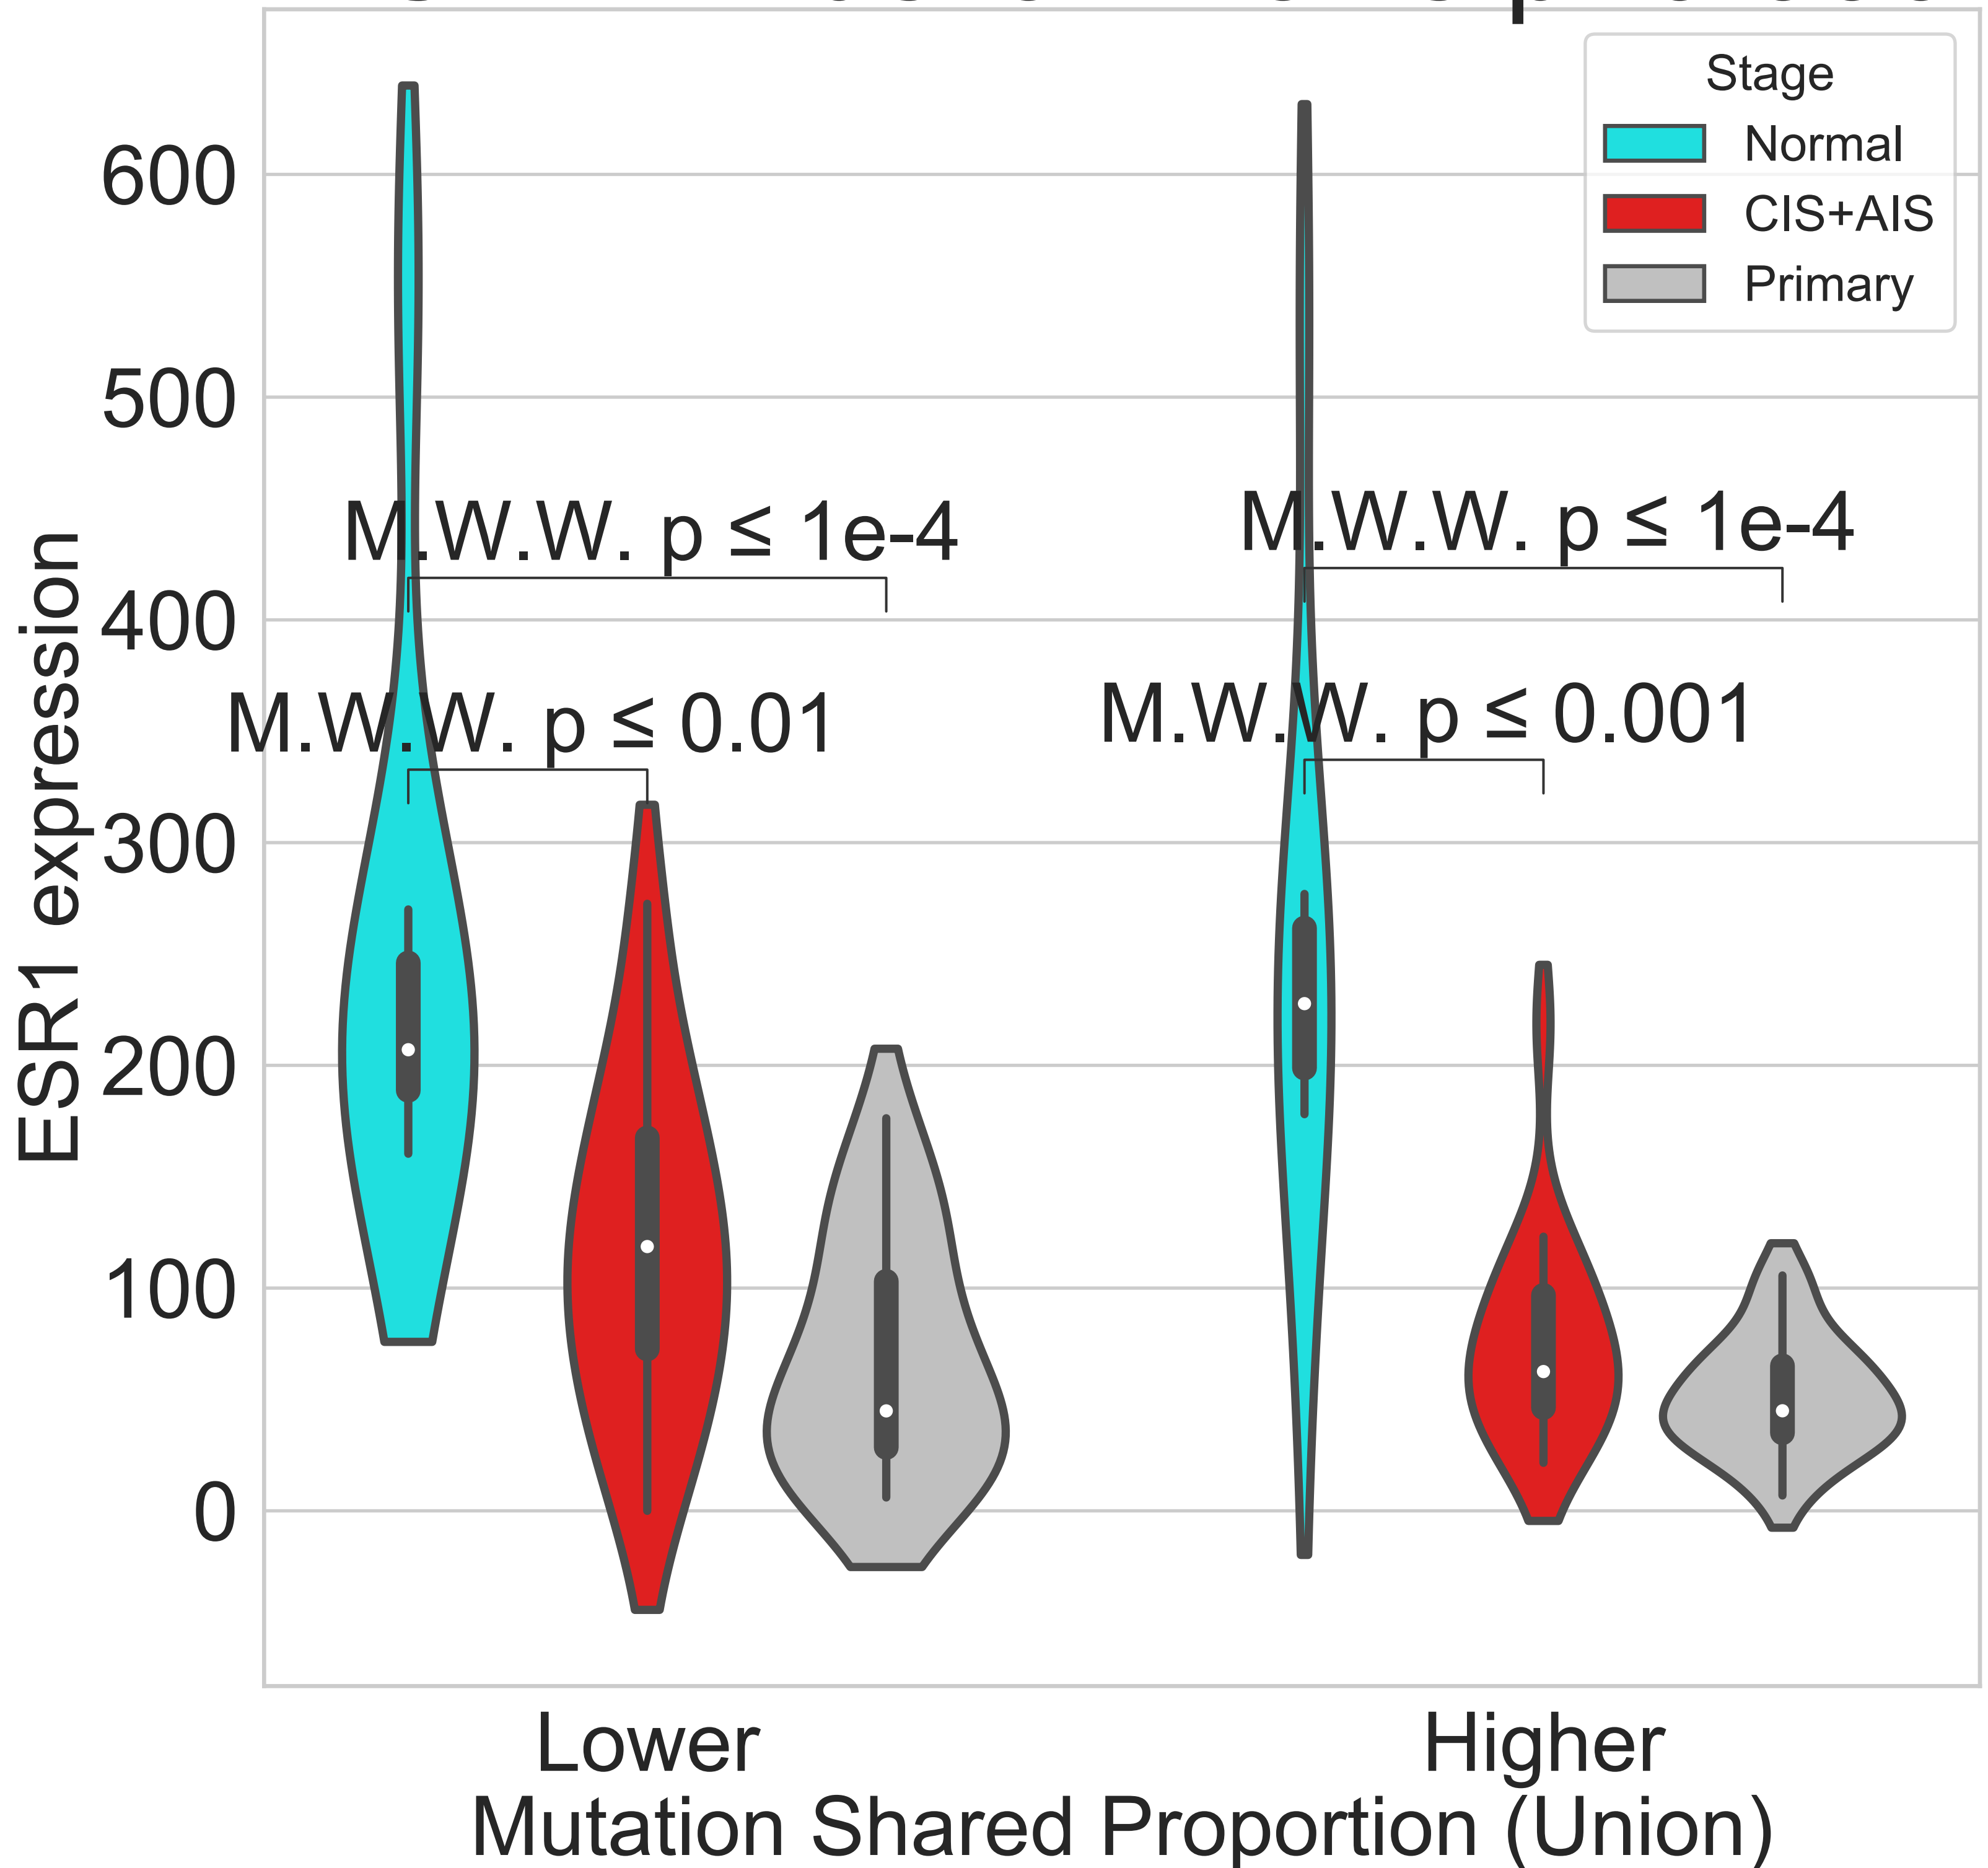 Stage
Normal
CIS+AIS
Primary
600
500
400
300
200
100
0
ESR1 expression
M.W.W. p ≤ 1e-4
M.W.W. p ≤ 1e-4
M.W.W. p ≤ 0.01
M.W.W. p ≤ 0.001
Lower
Higher
Mutation Shared Proportion (Union)